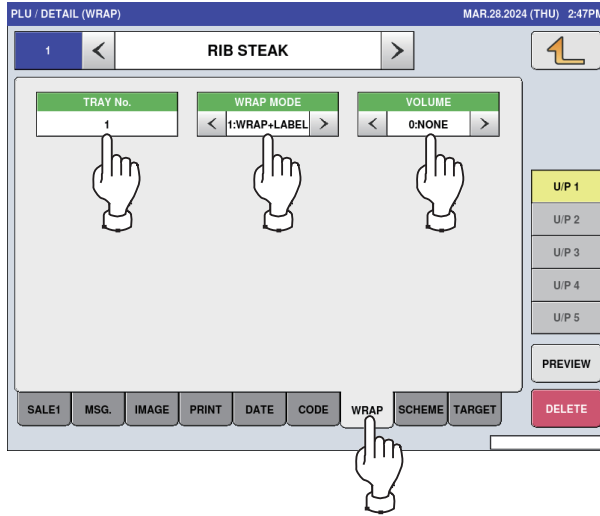 PLU / DETAIL (WRAP) MAR.28.2024 (THU) 2:47PM
1 RIB STEAK
TRAY No. WRAP MODE VOLUME
1 1:WRAP+LABEL 0:NONE
U/P 1
U/P 2
U/P 3
U/P 4
U/P 5
PREVIEW
SALE1 MSG. IMAGE PRINT DATE CODE WRAP SCHEME TARGET DELETE